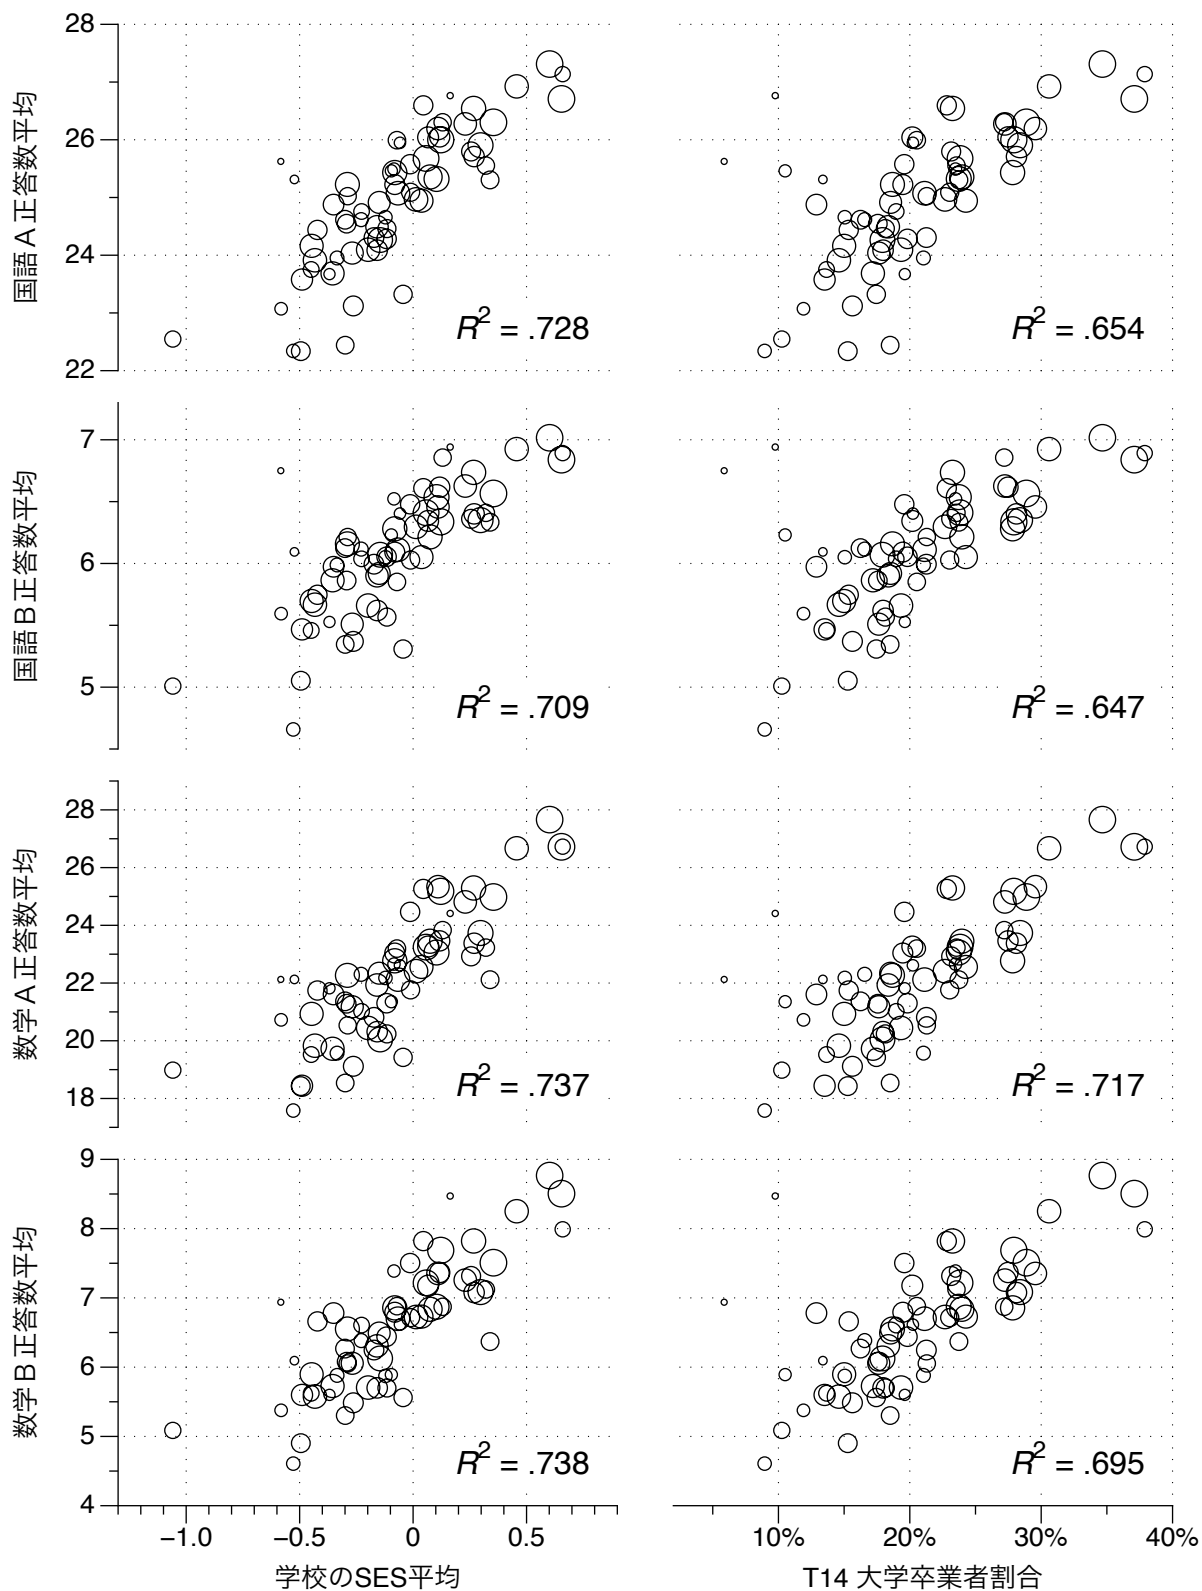 28
26
24
22
国語A正答数平均
R2 = .728
R2 = .654
7
6
5
国語B正答数平均
R2 = .709
R2 = .647
28
26
24
22
20
18
数学A正答数平均
R2 = .737
R2 = .717
9
8
7
6
5
4
数学B正答数平均
R2 = .738
R2 = .695
−1.0 −0.5 0 0.5
10% 20% 30% 40%
学校のSES平均
T14 大学卒業者割合